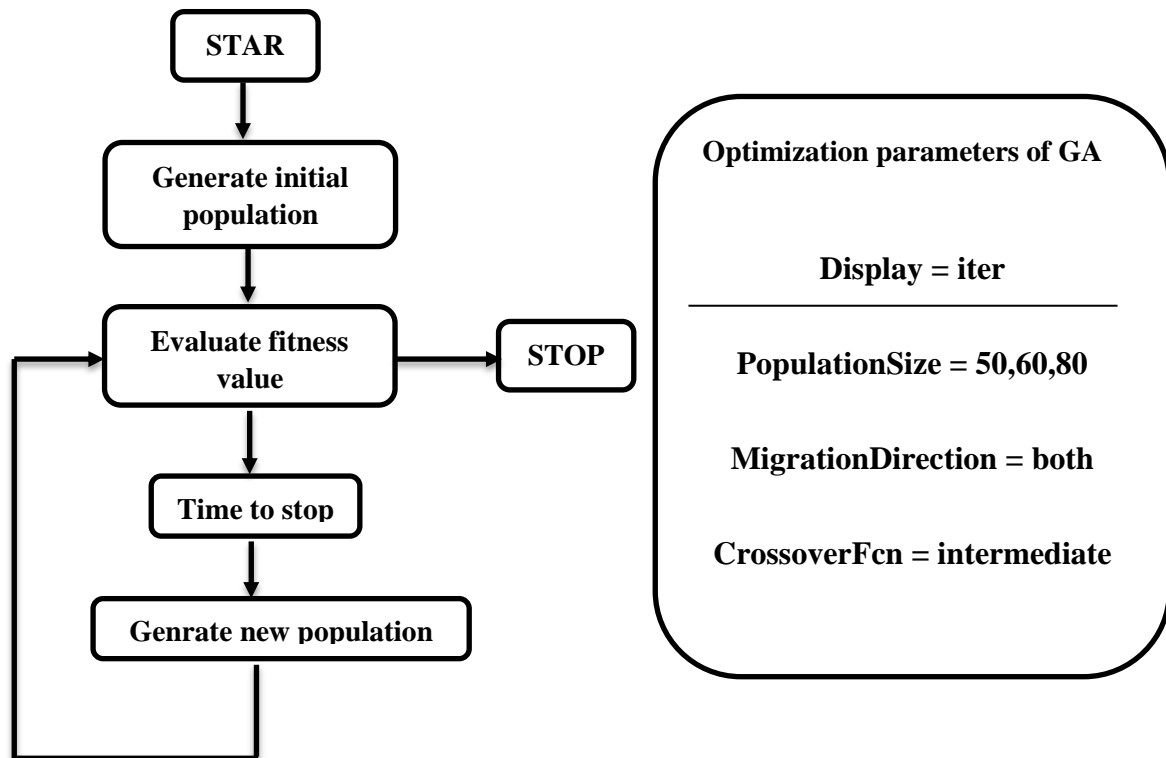 STAR
Generate initial
population
Evaluate fitness
value
STOP
Time to stop
Genrate new population
Optimization parameters of GA
Display = iter
PopulationSize = 50,60,80
MigrationDirection = both
CrossoverFcn = intermediate